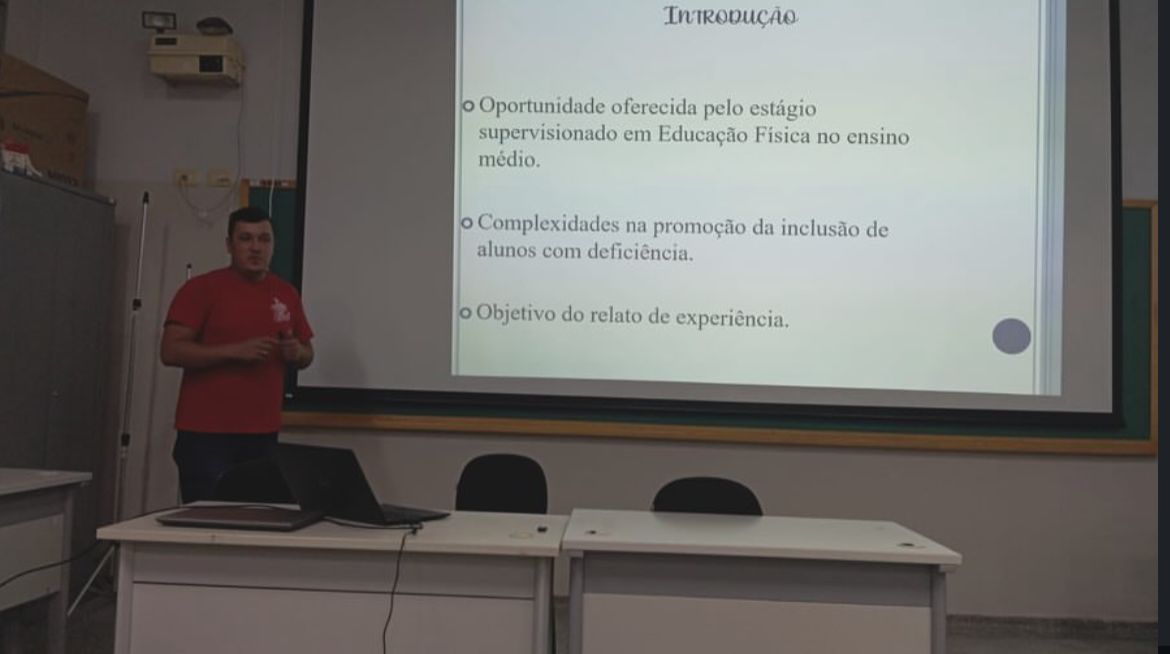 Introdução
Oportunidade oferecida pelo estágio
supervisionado em Educação Física no ensino
médio.
Complexidades na promoção da inclusão de
alunos com deficiência.
Objetivo do relato de experiência.